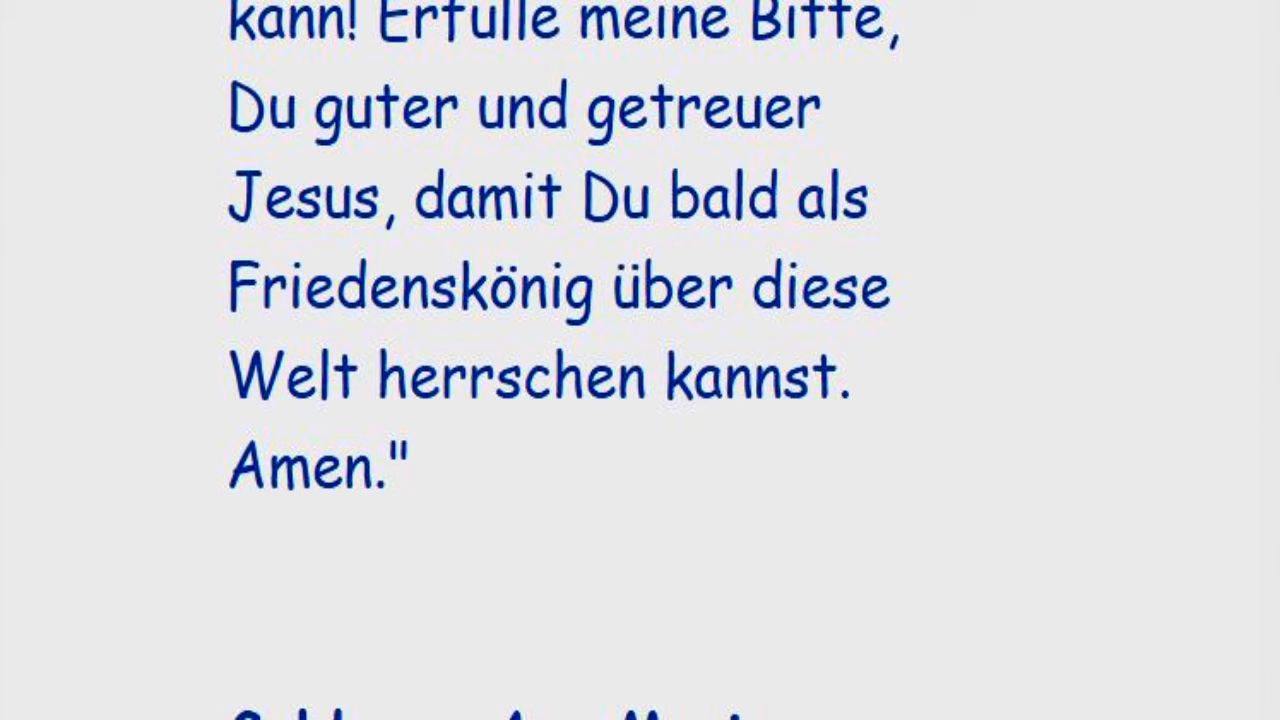 kann! Erfülle meine Bitte,
Du guter und getreuer
Jesus, damit Du bald als
Friedenskönig über diese
Welt herrschen kannst.
Amen."